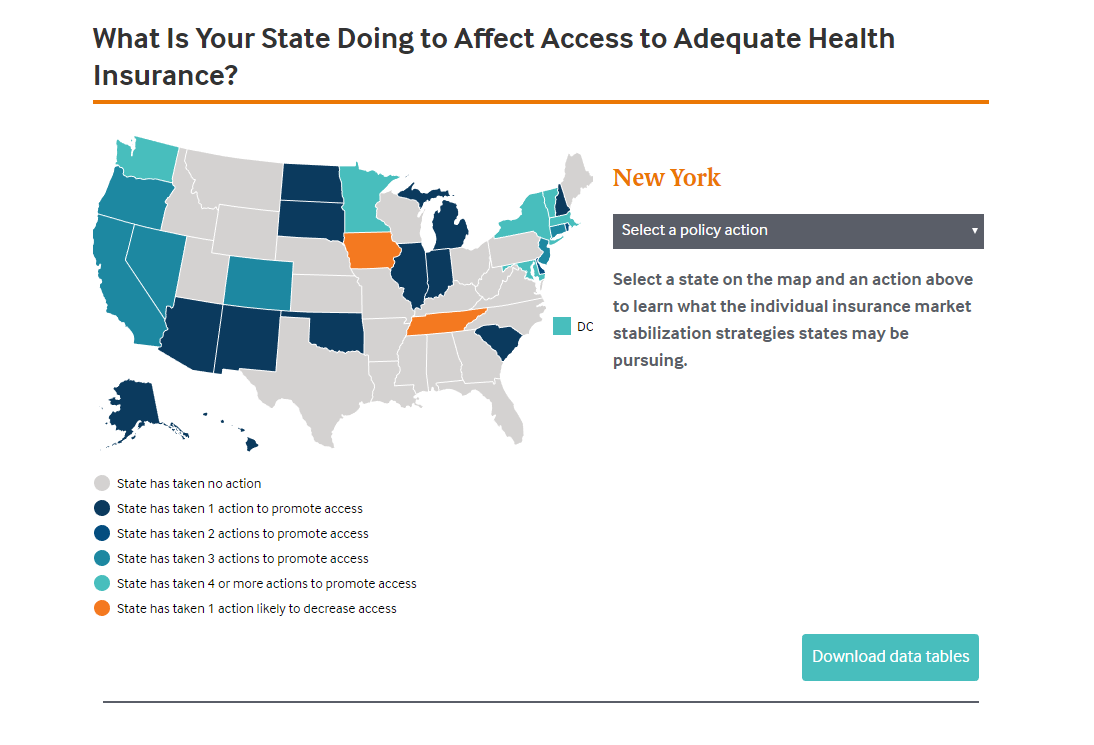 What Is Your State Doing to Affect Access to Adequate Health
Insurance?
New York
Select a policy action
Select a state on the map and an action above
to learn what the individual insurance market
stabilization strategies states may be
pursuing.
DC
State has taken no action
State has taken 1 action to promote access
State has taken 2 actions to promote access
State has taken 3 actions to promote access
State has taken 4 or more actions to promote access
State has taken 1 action likely to decrease access
Download data tables